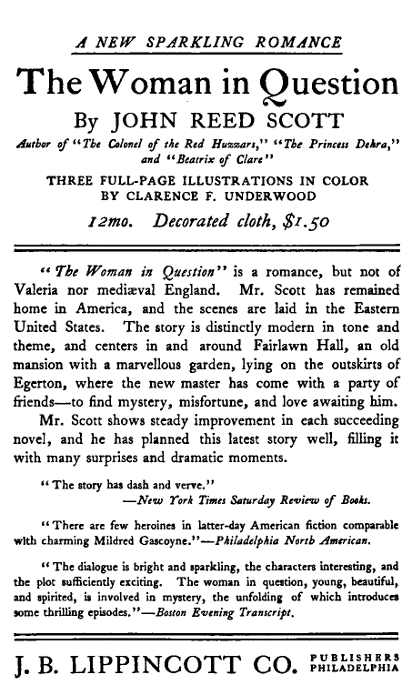 A NEW SPARKLING ROMANCE
The Woman in Question
By JOHN REED SCOTT
Author of "The Colonel of the Red Huzzars," "The Princess Dehra,"
and "Beatrix of Clare"
THREE FULL-PAGE ILLUSTRATIONS IN COLOR
BY CLARENCE F. UNDERWOOD
12mo. Decorated cloth, $1.50
"The Woman in Question" is a romance, but not of
Valeria nor mediæval England. Mr. Scott has remained
home in America, and the scenes are laid in the Eastern
United States. The story is distinctly modern in tone and
theme, and centers in and around Fairlawn Hall, an old
mansion with a marvellous garden, lying on the outskirts of
Egerton, where the new master has come with a party of
friends—to find mystery, misfortune, and love awaiting him.
Mr. Scott shows steady improvement in each succeeding
novel, and he has planned this latest story well, filling it
with many surprises and dramatic moments.
"The story has dash and verve."
—New York Times Saturday Review of Books.
"There are few heroines in latter-day American fiction comparable
with charming Mildred Gascoyne."—Philadelphia North American.
"The dialogue is bright and sparkling, the characters interesting, and
the plot sufficiently exciting. The woman in question, young, beautiful,
and spirited, is involved in mystery, the unfolding of which introduces
some thrilling episodes."—Boston Evening Transcript.
J. B. LIPPINCOTT CO. PUBLISHERS
PHILADELPHIA